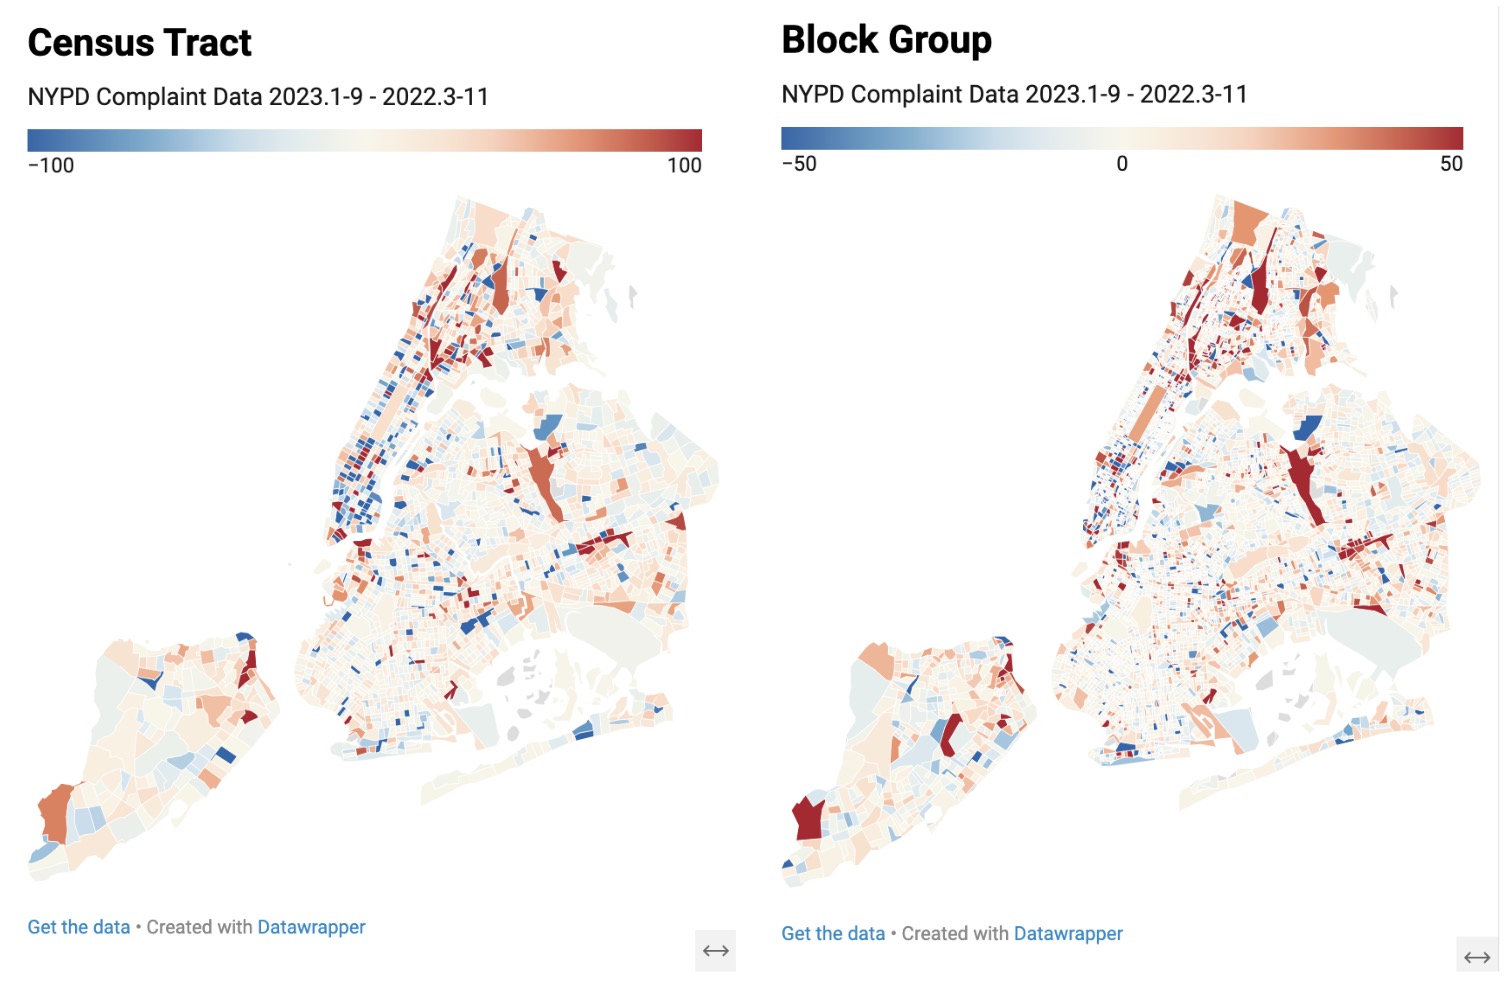 Census Tract
NYPD Complaint Data 2023.1-9 - 2022.3-11
−100 100
Get the data • Created with Datawrapper
Block Group
NYPD Complaint Data 2023.1-9 - 2022.3-11
−50 0 50
Get the data • Created with Datawrapper